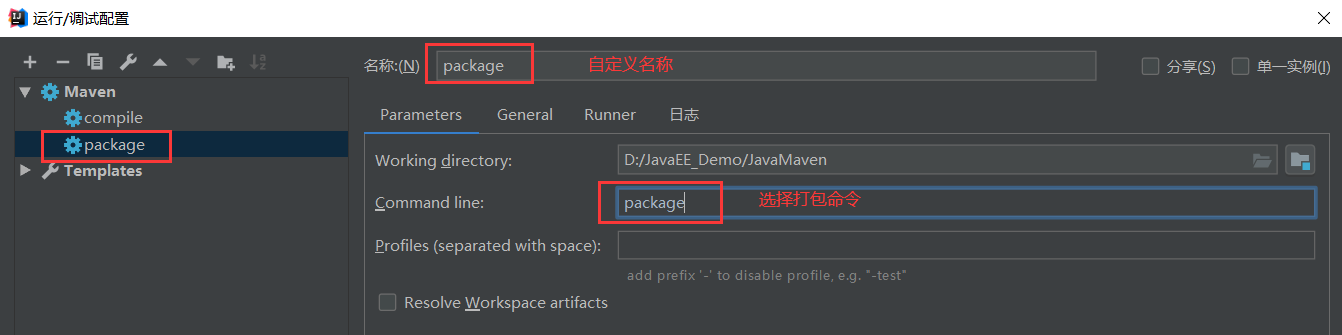 运行/调试配置
名称:(N) package 自定义名称 分享(S) 单一实例(I)
Maven
compile
package
Templates
Parameters General Runner 日志
Working directory: D:/JavaEE_Demo/JavaMaven
Command line: package 选择打包命令
Profiles (separated with space):
add prefix '-' to disable profile, e.g. "-test"
Resolve Workspace artifacts